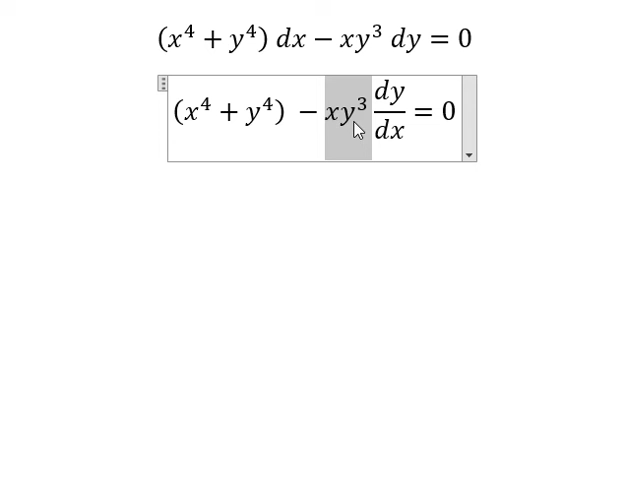 (x⁴ + y⁴) dx − xy³ dy = 0
(x⁴ + y⁴) − xy³ dy/dx = 0